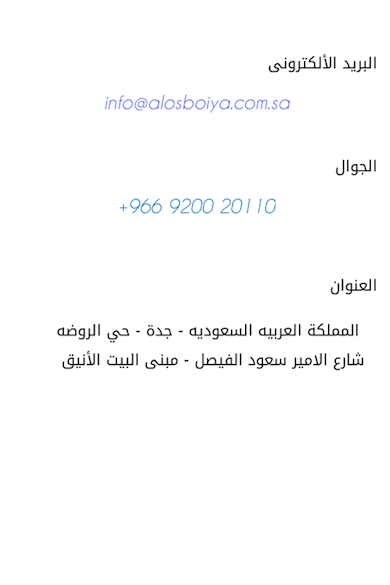 البريد الألكترونى
info@alosboiya.com.sa
الجوال
+966 9200 20110
العنوان
المملكة العربيه السعوديه - جدة - حي الروضه
شارع الامير سعود الفيصل - مبنى البيت الأنيق